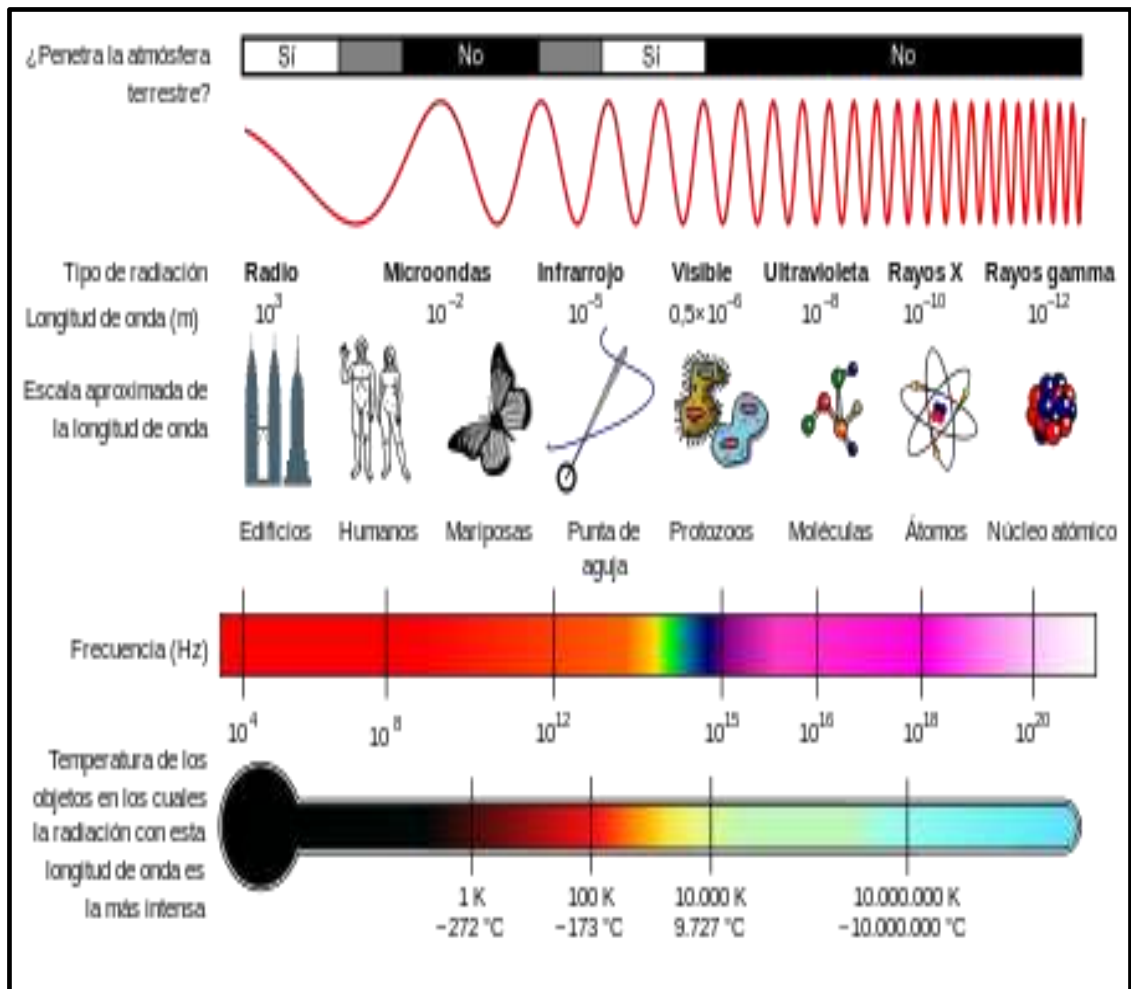 ¿Penetra la atmósfera
terrestre?
Sí No Sí No
Tipo de radiación Radio Microondas Infrarrojo Visible Ultravioleta Rayos X Rayos gamma
Longitud de onda (m) 10³ 10⁻² 10⁻⁵ 0,5×10⁻⁶ 10⁻⁸ 10⁻¹⁰ 10⁻¹²
Escala aproximada de
la longitud de onda
Edificios Humanos Mariposas Punta de Protozoos Moléculas Átomos Núcleo atómico
aguja
Frecuencia (Hz)
10⁴ 10⁸ 10¹² 10¹⁵ 10¹⁶ 10¹⁸ 10²⁰
Temperatura de los
objetos en los cuales
la radiación con esta
longitud de onda es
la más intensa
1 K 100 K 10.000 K 10.000.000 K
−272 °C −173 °C 9.727 °C ~10.000.000 °C